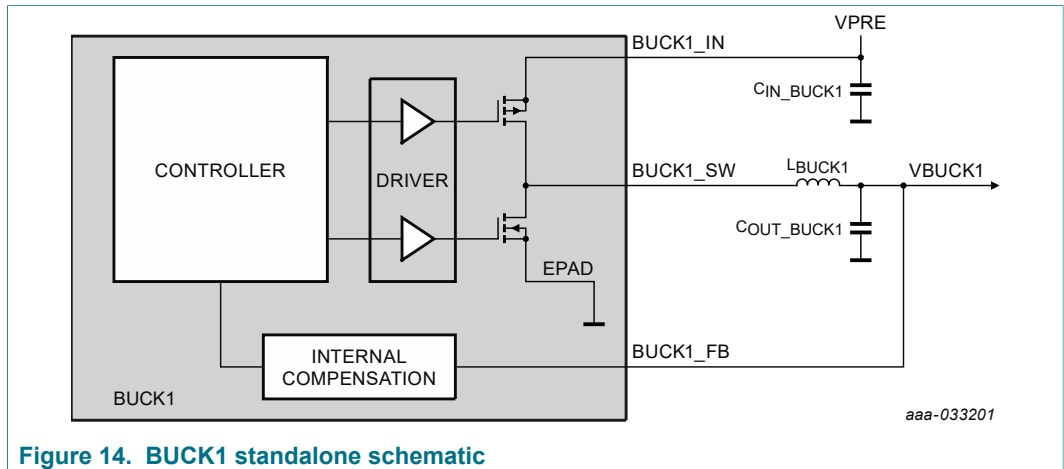 VPRE
BUCK1_IN
CIN_BUCK1
CONTROLLER
DRIVER
BUCK1_SW
LBUCK1
VBUCK1
COUT_BUCK1
EPAD
INTERNAL
COMPENSATION
BUCK1_FB
BUCK1
aaa-033201
Figure 14. BUCK1 standalone schematic